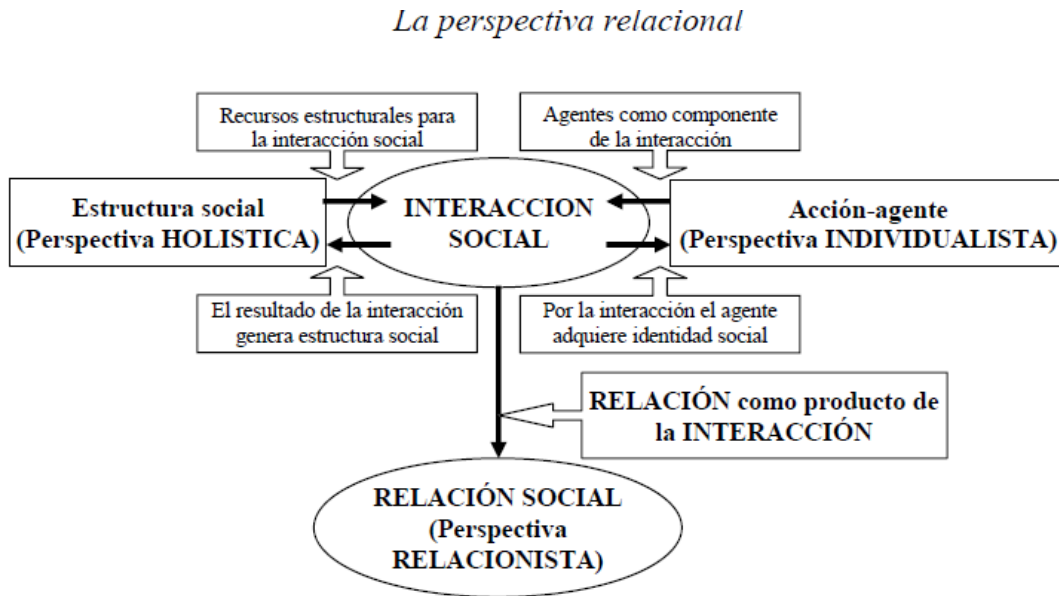 La perspectiva relacional
Recursos estructurales para
la interacción social
Agentes como componente
de la interacción
Estructura social
(Perspectiva HOLISTICA)
INTERACCION
SOCIAL
Acción-agente
(Perspectiva INDIVIDUALISTA)
El resultado de la interacción
genera estructura social
Por la interacción el agente
adquiere identidad social
RELACIÓN como producto de
la INTERACCIÓN
RELACIÓN SOCIAL
(Perspectiva
RELACIONISTA)